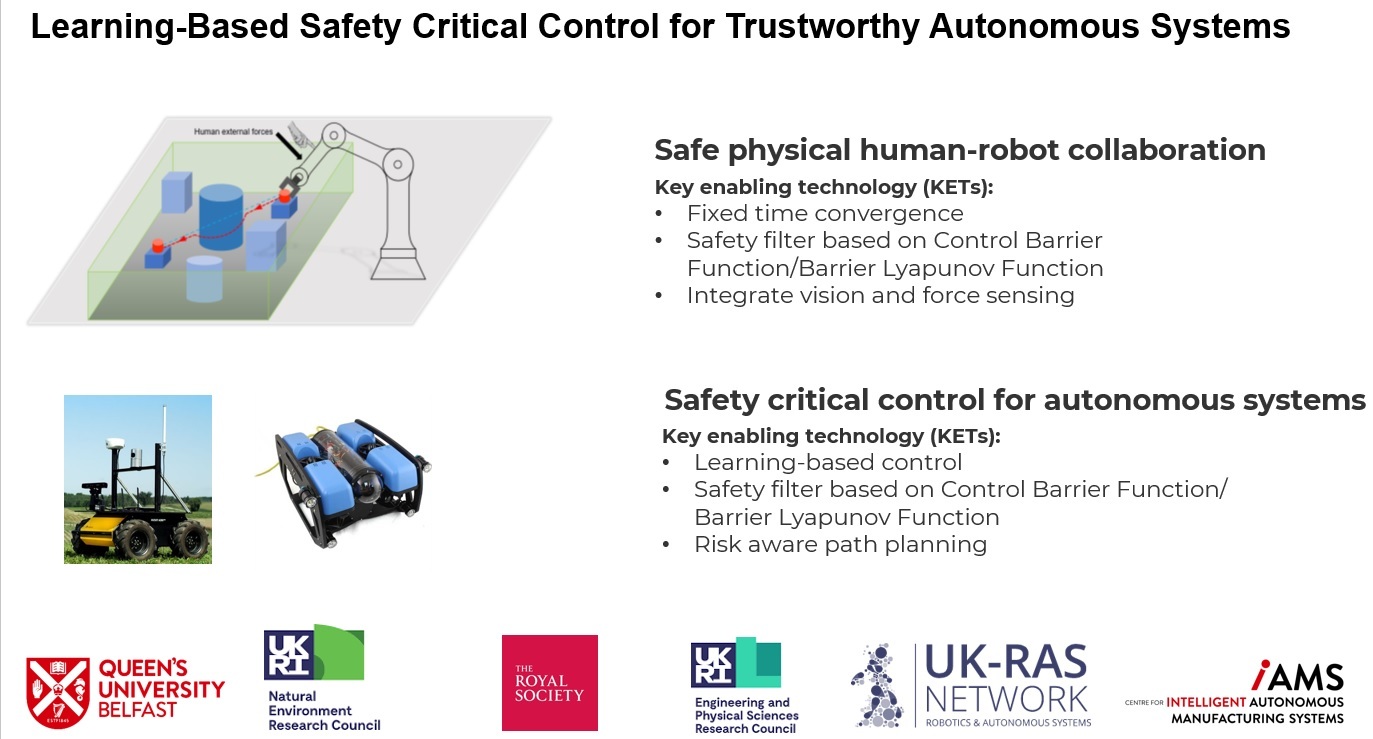 Learning-Based Safety Critical Control for Trustworthy Autonomous Systems
Human external forces
Safe physical human-robot collaboration
Key enabling technology (KETs):
• Fixed time convergence
• Safety filter based on Control Barrier
Function/Barrier Lyapunov Function
• Integrate vision and force sensing
Safety critical control for autonomous systems
Key enabling technology (KETs):
• Learning-based control
• Safety filter based on Control Barrier Function/
Barrier Lyapunov Function
• Risk aware path planning
QUEEN'S
UNIVERSITY
BELFAST
ESTD1845
UK
RI
Natural
Environment
Research Council
THE
ROYAL
SOCIETY
UK
RI
Engineering and
Physical Sciences
Research Council
UK-RAS
NETWORK
ROBOTICS & AUTONOMOUS SYSTEMS
iAMS
CENTRE FOR INTELLIGENT AUTONOMOUS
MANUFACTURING SYSTEMS